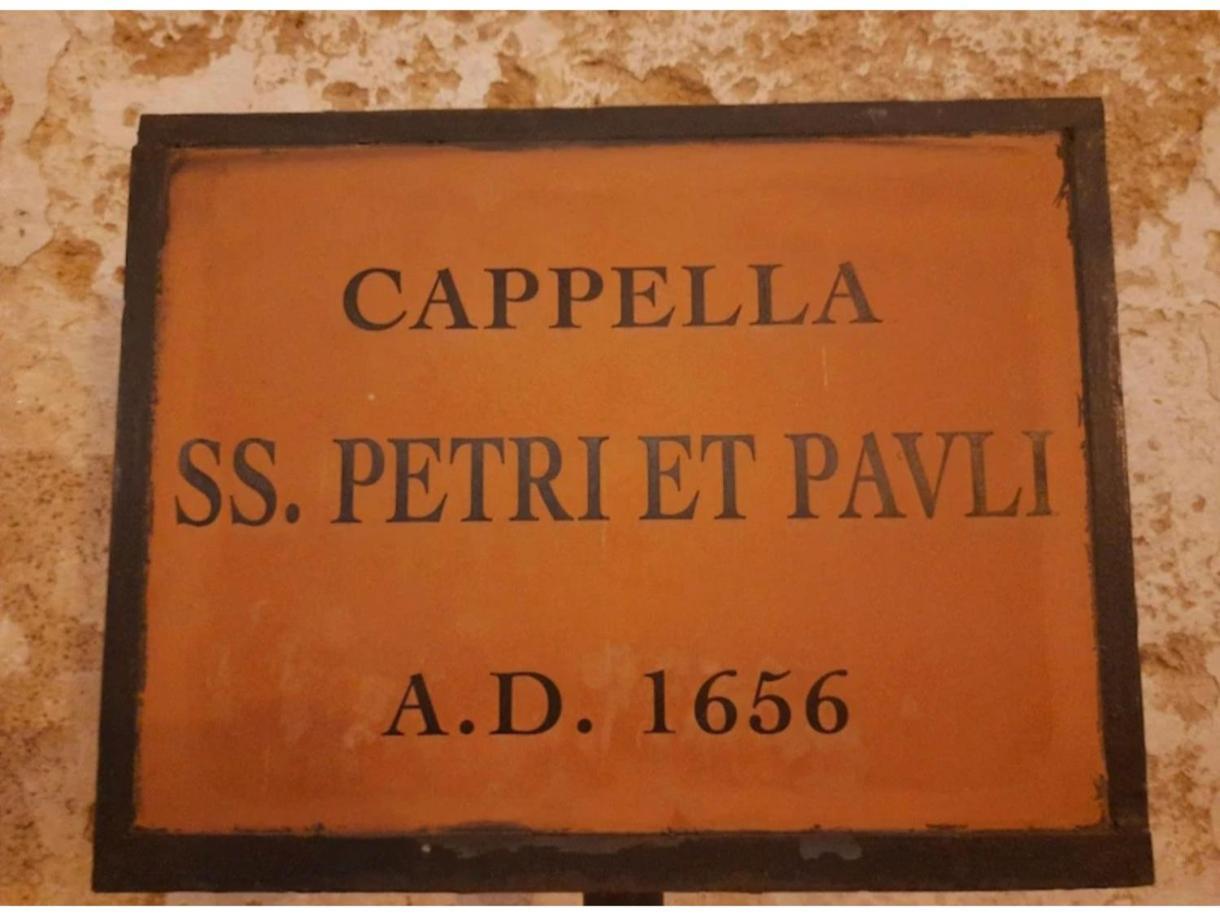 CAPPELLA
SS. PETRI ET PAVLI
A.D. 1656